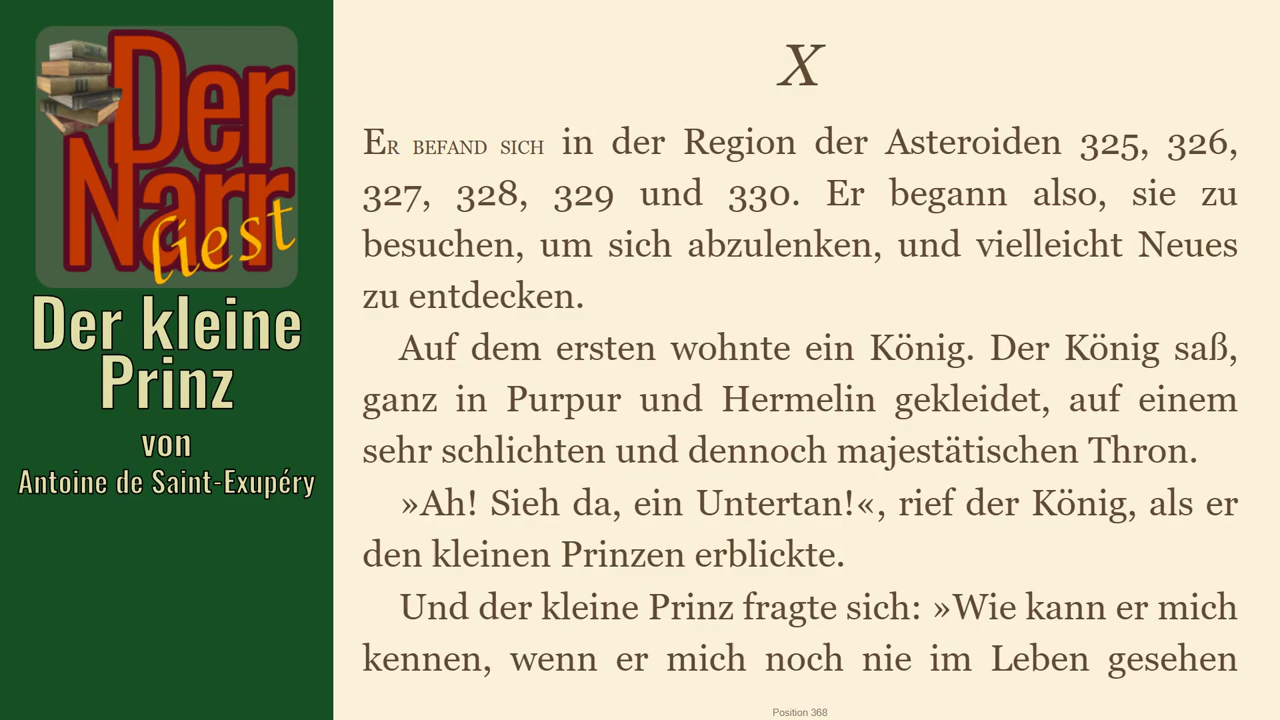 Der
Narr
liest
Der kleine
Prinz
von
Antoine de Saint-Exupéry
X
Er befand sich in der Region der Asteroiden 325, 326,
327, 328, 329 und 330. Er begann also, sie zu
besuchen, um sich abzulenken, und vielleicht Neues
zu entdecken.
Auf dem ersten wohnte ein König. Der König saß,
ganz in Purpur und Hermelin gekleidet, auf einem
sehr schlichten und dennoch majestätischen Thron.
»Ah! Sieh da, ein Untertan!«, rief der König, als er
den kleinen Prinzen erblickte.
Und der kleine Prinz fragte sich: »Wie kann er mich
kennen, wenn er mich noch nie im Leben gesehen
Position 368